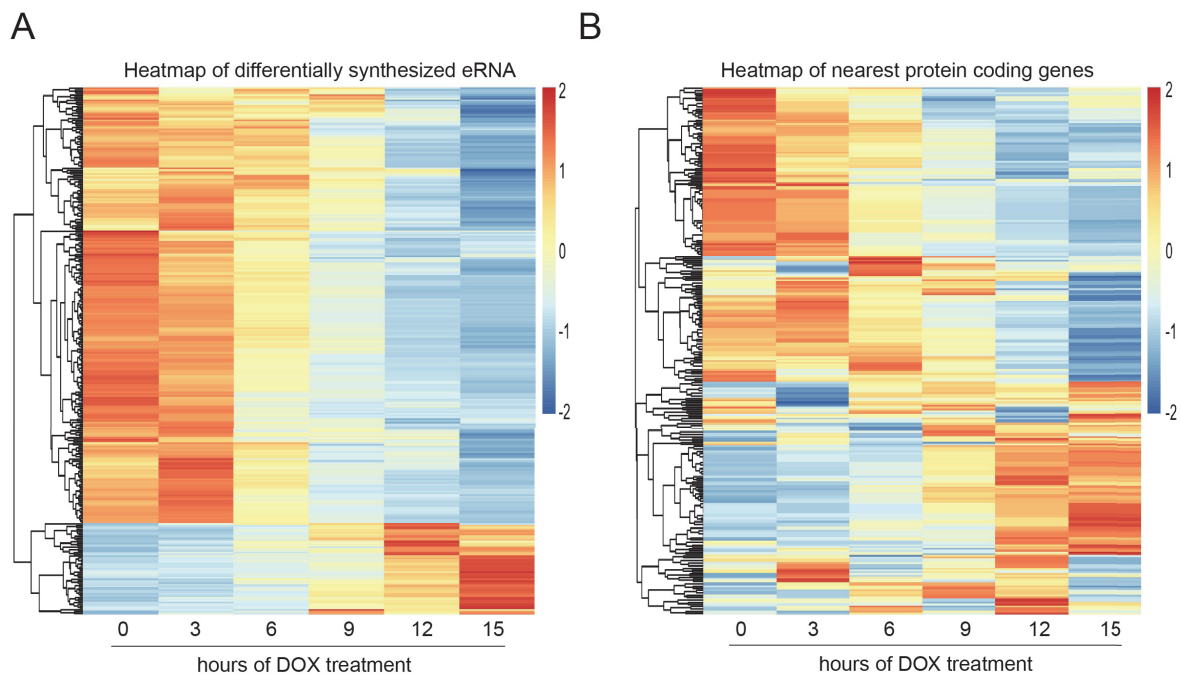 A
B
Heatmap of differentially synthesized eRNA
Heatmap of nearest protein coding genes
2
1
0
-1
-2
2
1
0
-1
-2
0 3 6 9 12 15
hours of DOX treatment
0 3 6 9 12 15
hours of DOX treatment